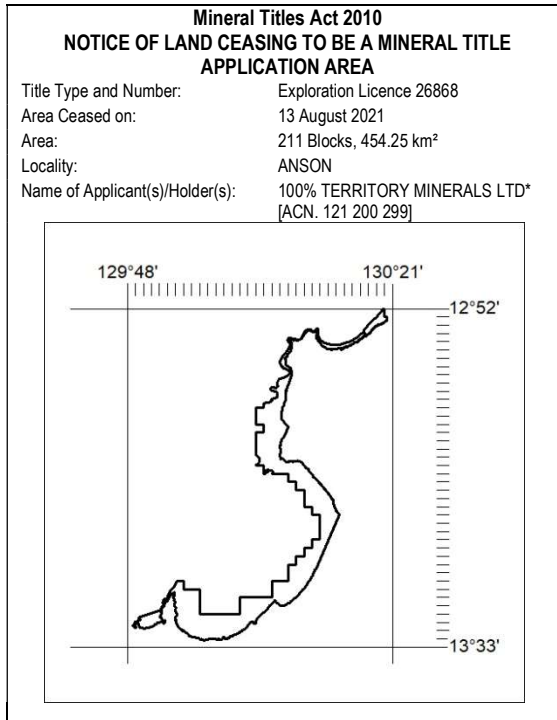 Mineral Titles Act 2010
NOTICE OF LAND CEASING TO BE A MINERAL TITLE
APPLICATION AREA
Title Type and Number: Exploration Licence 26868
Area Ceased on: 13 August 2021
Area: 211 Blocks, 454.25 km²
Locality: ANSON
Name of Applicant(s)/Holder(s): 100% TERRITORY MINERALS LTD*
[ACN. 121 200 299]
129°48' 130°21'
12°52'
13°33'